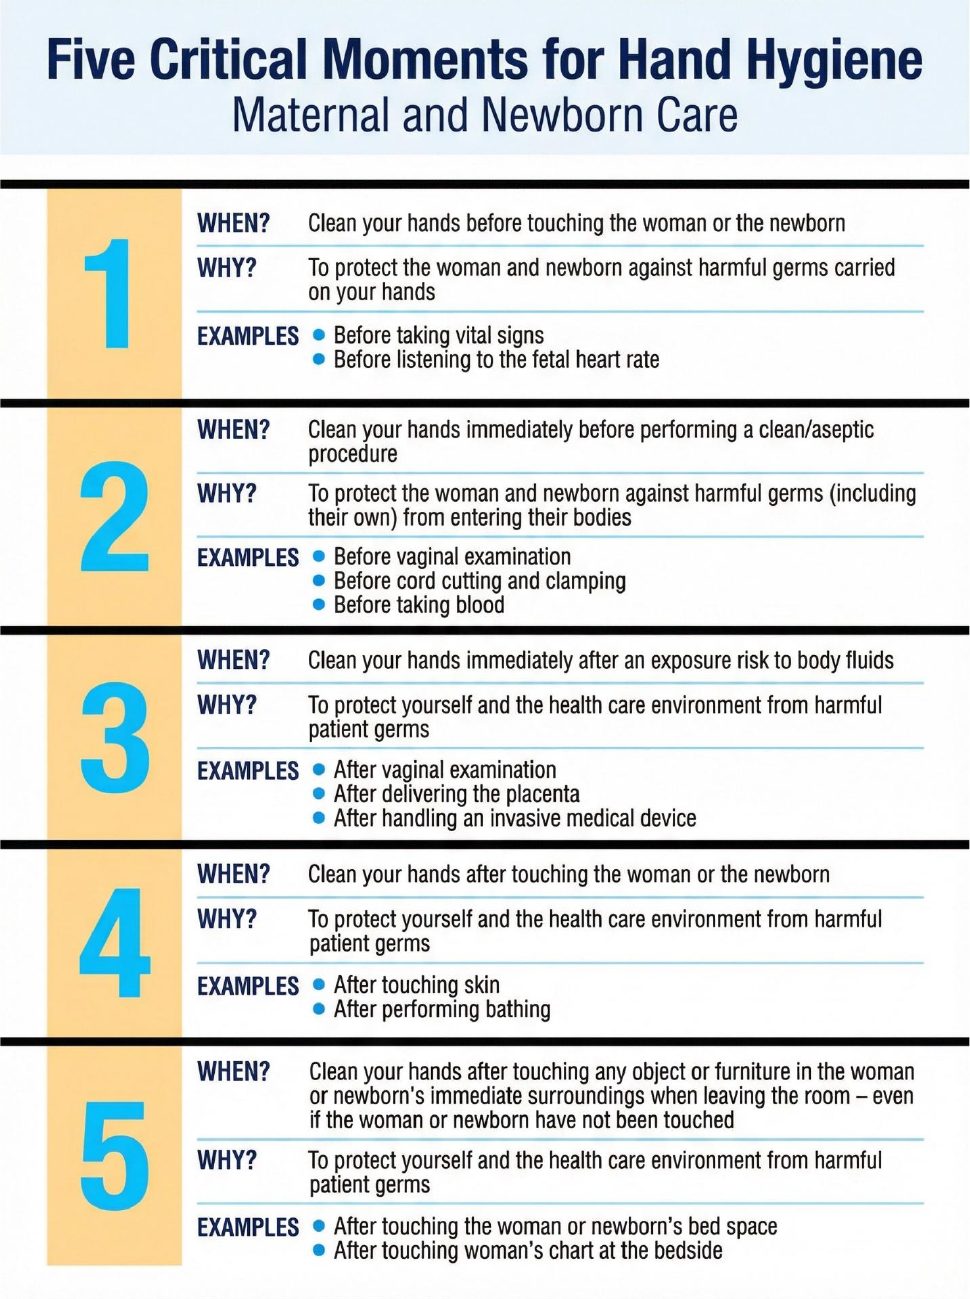 Five Critical Moments for Hand Hygiene
Maternal and Newborn Care
1
WHEN? Clean your hands before touching the woman or the newborn
WHY? To protect the woman and newborn against harmful germs carried
on your hands
EXAMPLES ● Before taking vital signs
● Before listening to the fetal heart rate
2
WHEN? Clean your hands immediately before performing a clean/aseptic
procedure
WHY? To protect the woman and newborn against harmful germs (including
their own) from entering their bodies
EXAMPLES ● Before vaginal examination
● Before cord cutting and clamping
● Before taking blood
3
WHEN? Clean your hands immediately after an exposure risk to body fluids
WHY? To protect yourself and the health care environment from harmful
patient germs
EXAMPLES ● After vaginal examination
● After delivering the placenta
● After handling an invasive medical device
4
WHEN? Clean your hands after touching the woman or the newborn
WHY? To protect yourself and the health care environment from harmful
patient germs
EXAMPLES ● After touching skin
● After performing bathing
5
WHEN? Clean your hands after touching any object or furniture in the woman
or newborn's immediate surroundings when leaving the room – even
if the woman or newborn have not been touched
WHY? To protect yourself and the health care environment from harmful
patient germs
EXAMPLES ● After touching the woman or newborn's bed space
● After touching woman's chart at the bedside